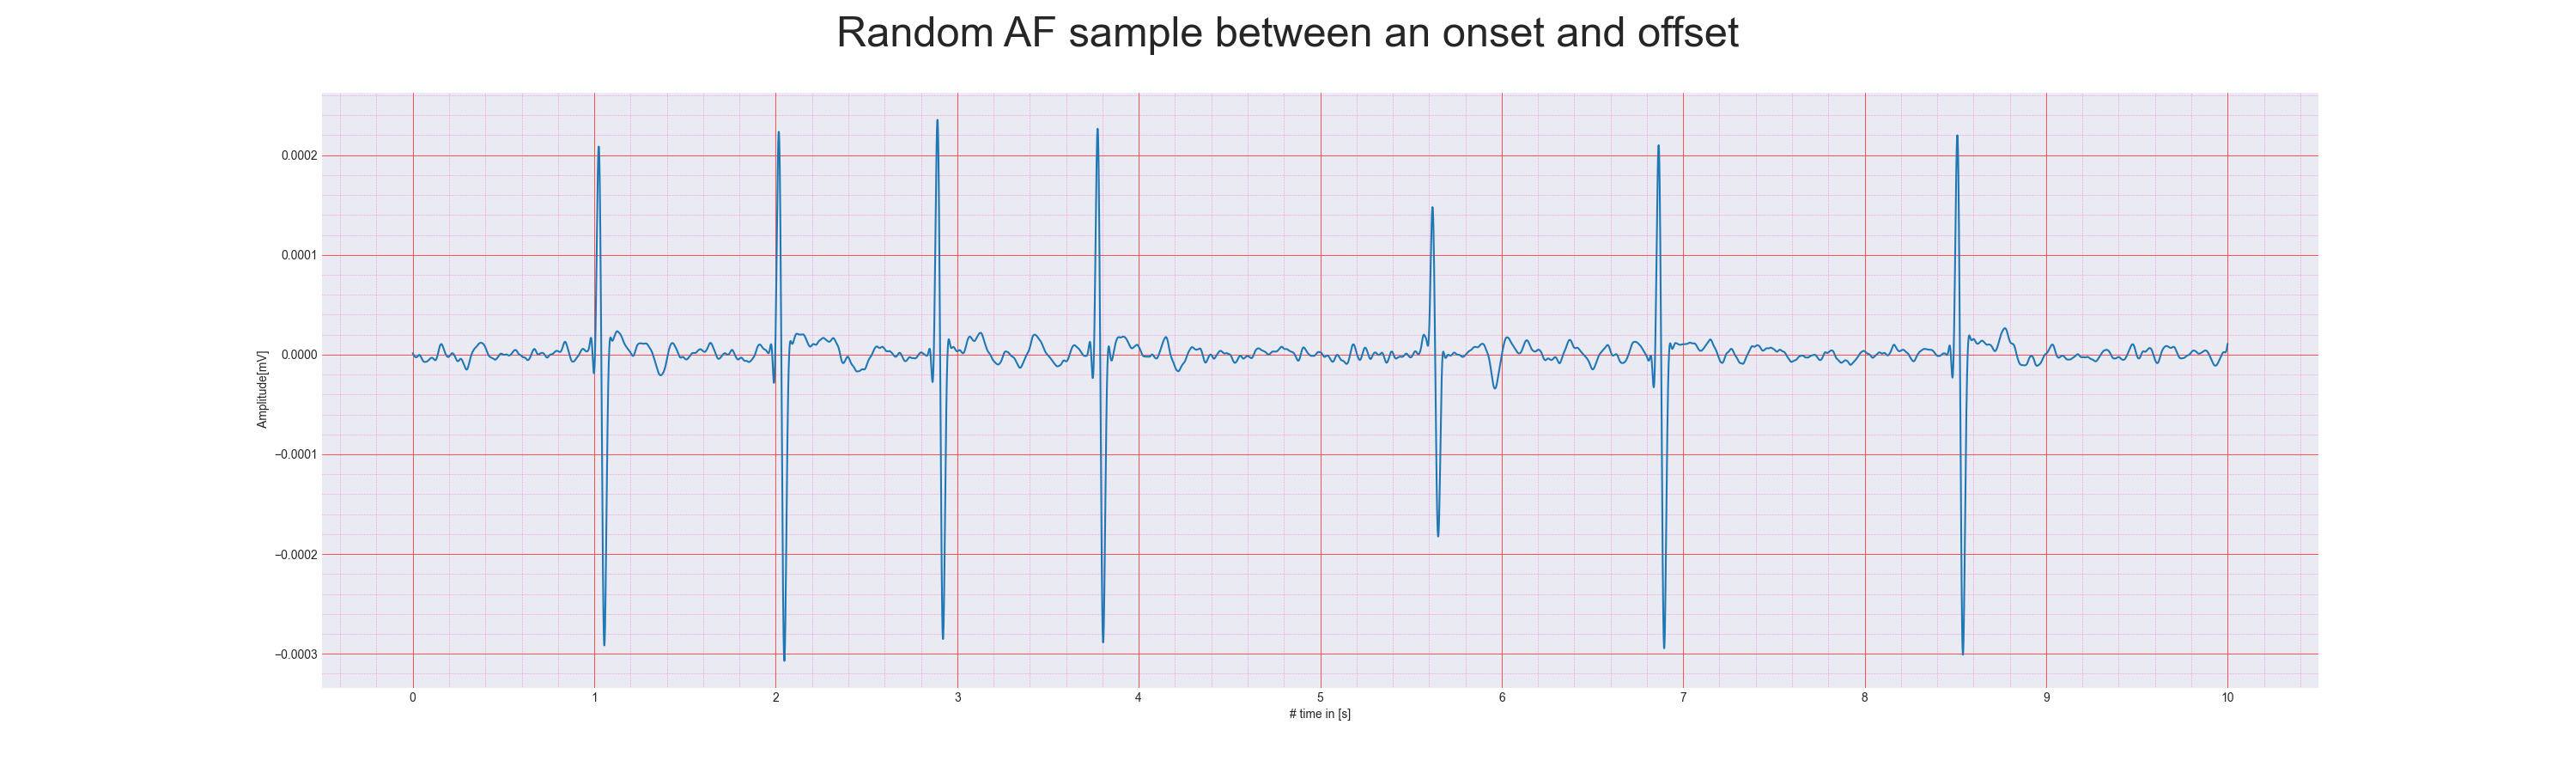 Random AF sample between an onset and offset
0.0002
0.0001
0.0000
−0.0001
−0.0002
−0.0003
Amplitude[mV]
0 1 2 3 4 5 6 7 8 9 10
# time in [s]